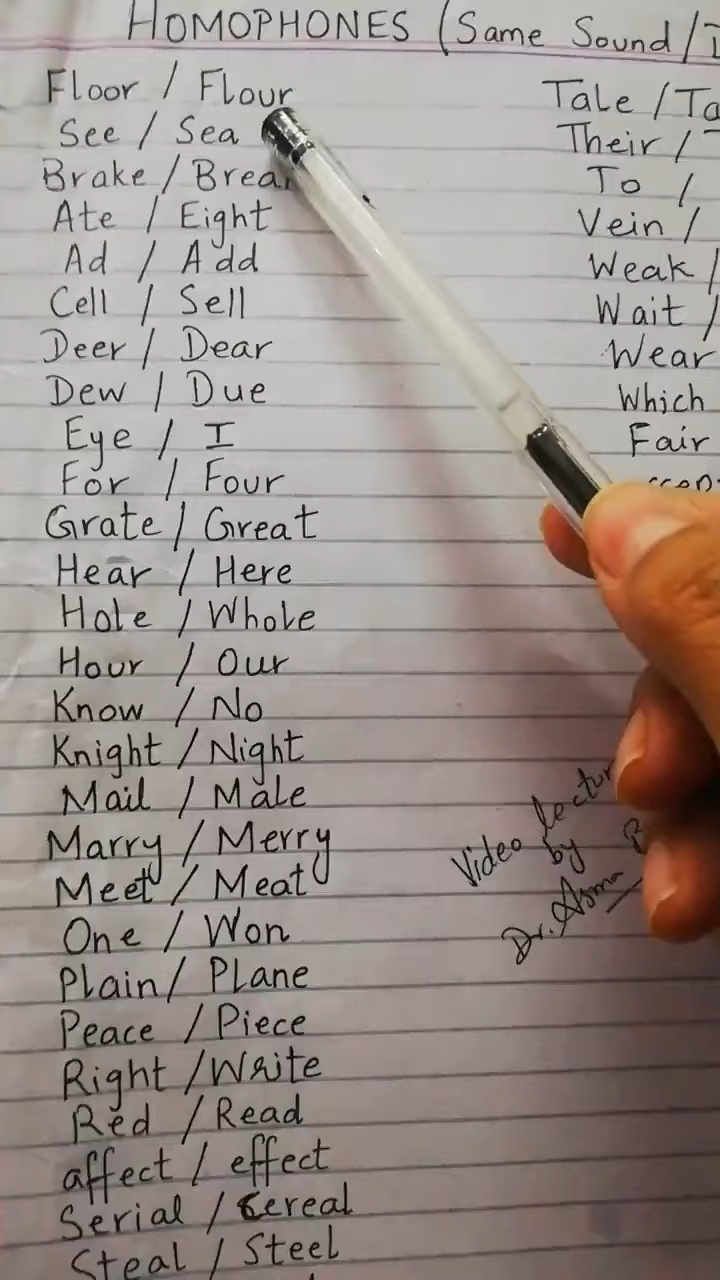 HOMOPHONES (Same Sound/
Floor / Flour
See / Sea
Brake /
Ate / Eight
Ad / Add
Cell / Sell
Deer / Dear
Dew / Due
Eye / I
For / Four
Grate / Great
Hear / Here
Hole / Whole
Hour / Our
Know / No
Knight / Night
Mail / Male
Marry / Merry
Meet / Meat
One / Won
Plain / Plane
Peace / Piece
Right / Write
Red / Read
affect / effect
Serial / Cereal
Steal / Steel
Tale /
Their /
To /
Vein /
Weak /
Wait /
Wear
Which
Fair
Video
by
Dr. Asma